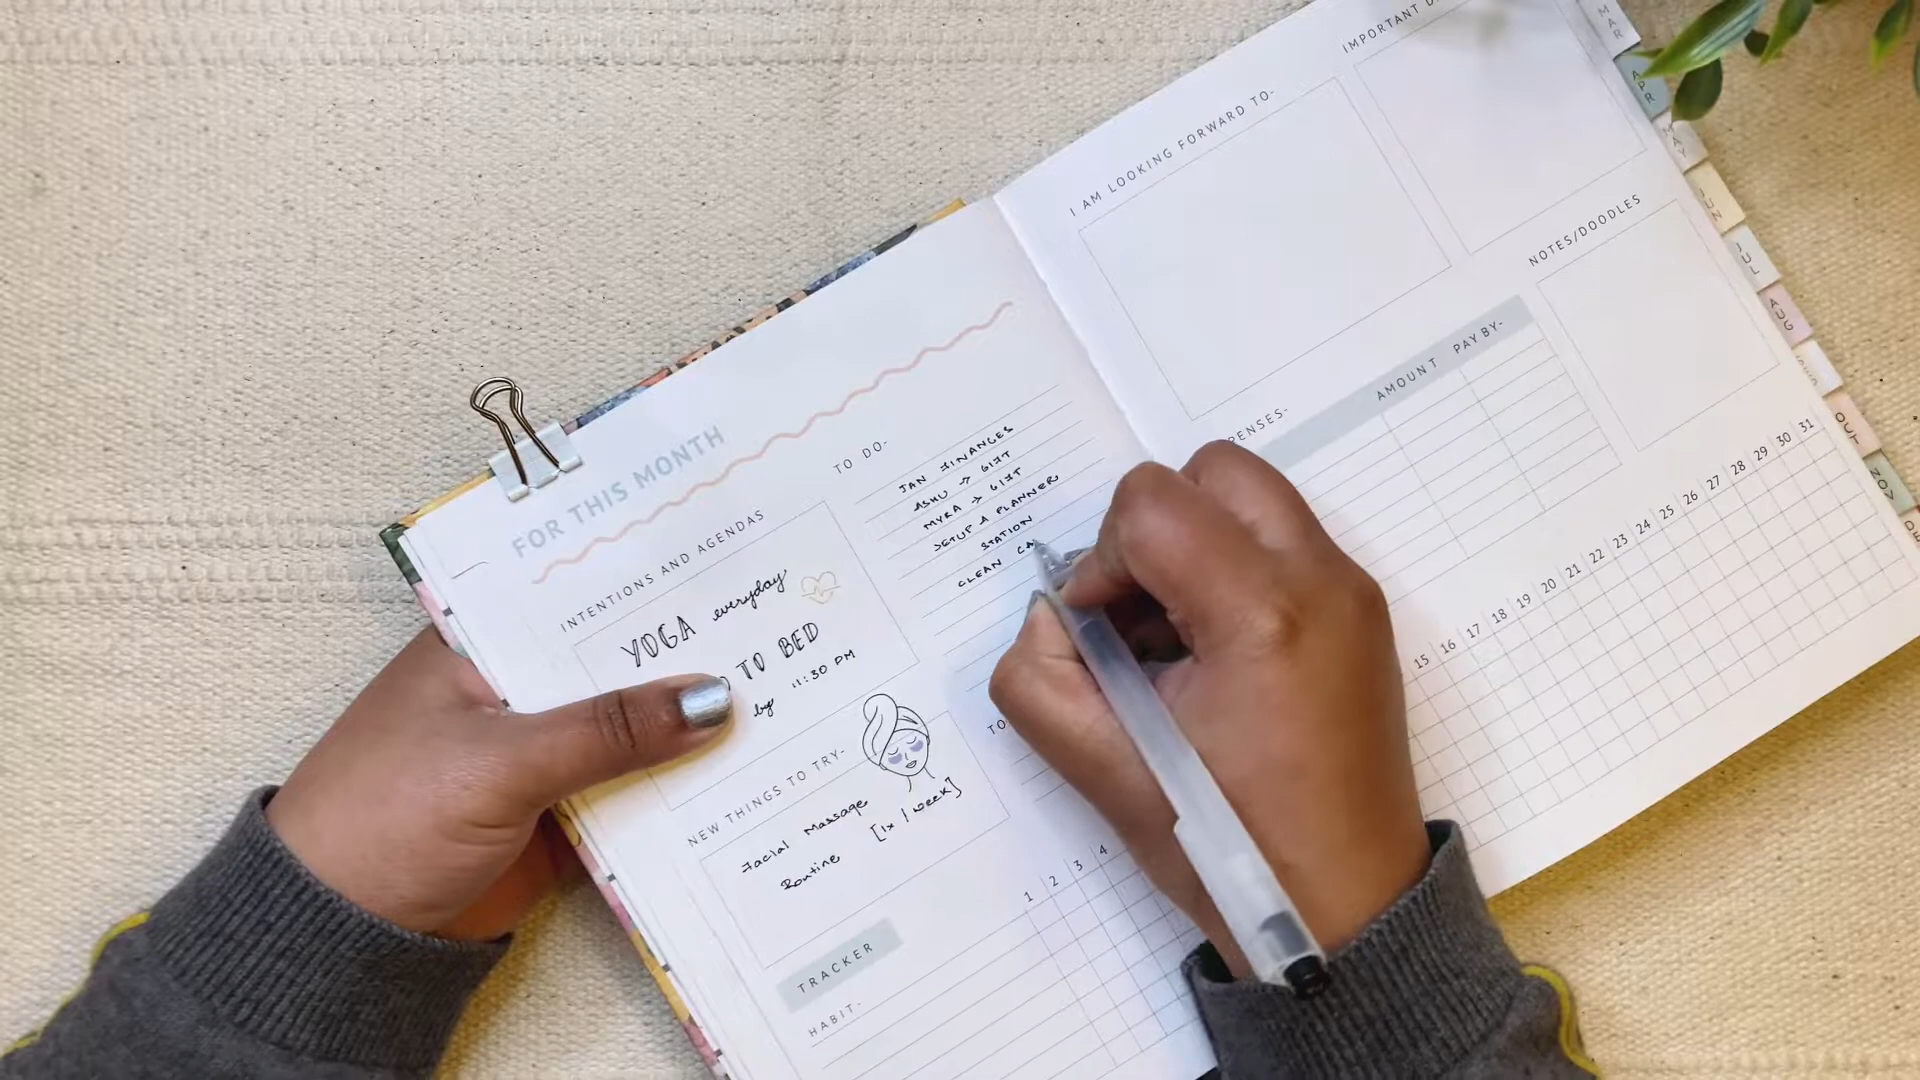 FOR THIS MONTH
INTENTIONS AND AGENDAS
YOGA everyday
TO BED
by 11:30 PM
NEW THINGS TO TRY-
Facial Massage
Routine [1x / week]
TO DO-
JAN FINANCES
ASHU → GIFT
MYRA → GIFT
SETUP A PLANNER
STATION
CLEAN CA
TO
TRACKER
HABIT-
1 2 3 4
I AM LOOKING FORWARD TO-
IMPORTANT D
PENSES-
AMOUNT PAY BY-
NOTES/DOODLES
15 16 17 18 19 20 21 22 23 24 25 26 27 28 29 30 31
MAR
APR
MAY
JUN
JUL
AUG
OCT
NOV
DE